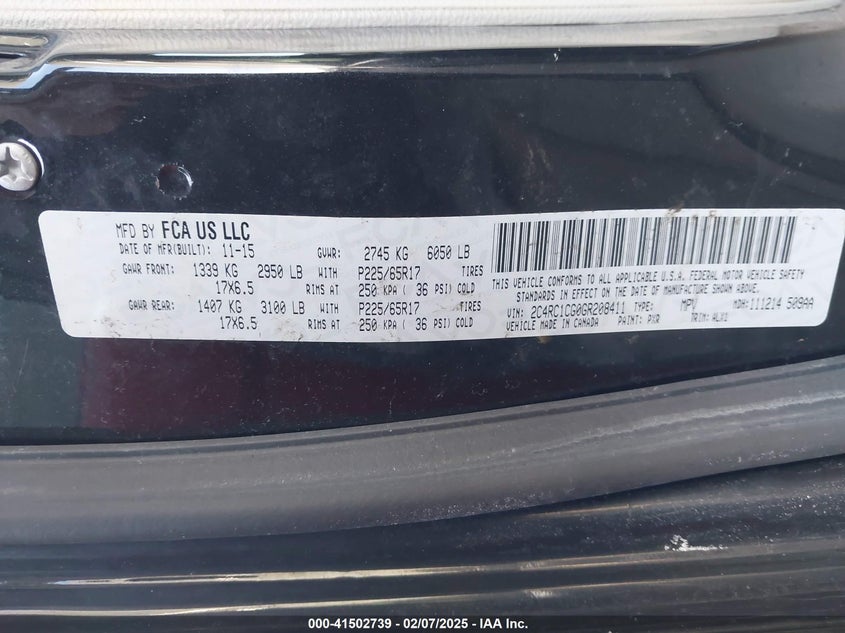 MFD BY FCA US LLC
DATE OF MFR(BUILT): 11-15 GVWR: 2745 KG 6050 LB
GAWR FRONT: 1339 KG 2950 LB WITH P225/65R17 TIRES
17X6.5 RIMS AT 250 KPA ( 36 PSI) COLD
GAWR REAR: 1407 KG 3100 LB WITH P225/65R17 TIRES
17X6.5 RIMS AT 250 KPA ( 36 PSI) COLD
THIS VEHICLE CONFORMS TO ALL APPLICABLE U.S.A. FEDERAL MOTOR VEHICLE SAFETY
STANDARDS IN EFFECT ON THE DATE OF MANUFACTURE SHOWN ABOVE.
VIN: 2C4RC1CG0GR208411 TYPE: MPV MDH: 111214 509AA
VEHICLE MADE IN CANADA PAINT: PXR TRIM: ALX1
000-41502739 - 02/07/2025 - IAA Inc.